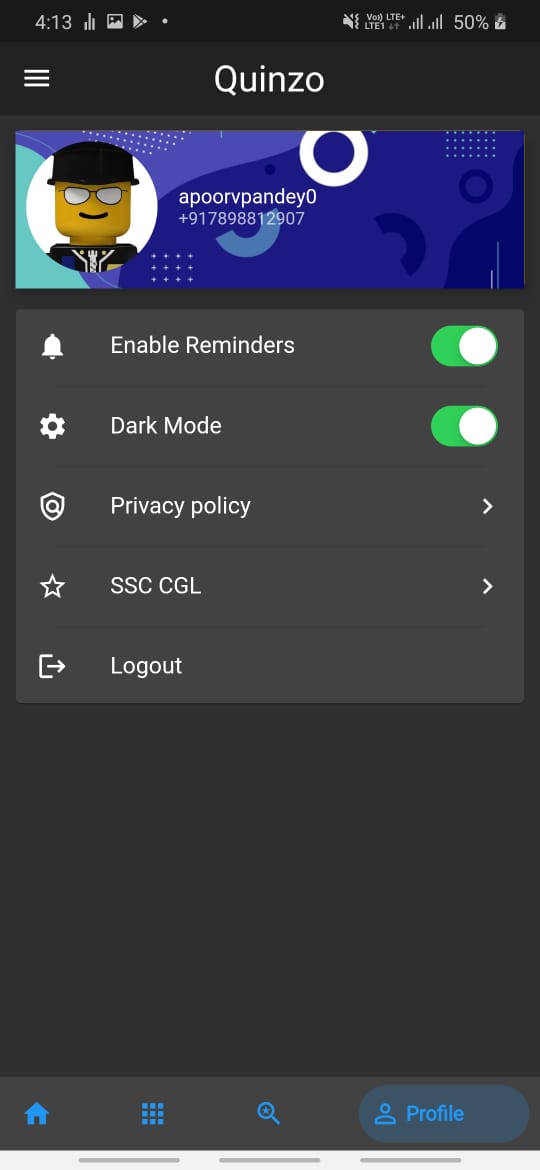 4:13
Vo)) LTE+
LTE1
50%
Quinzo
apoorvpandey0
+917898812907
Enable Reminders
Dark Mode
Privacy policy
SSC CGL
Logout
Profile